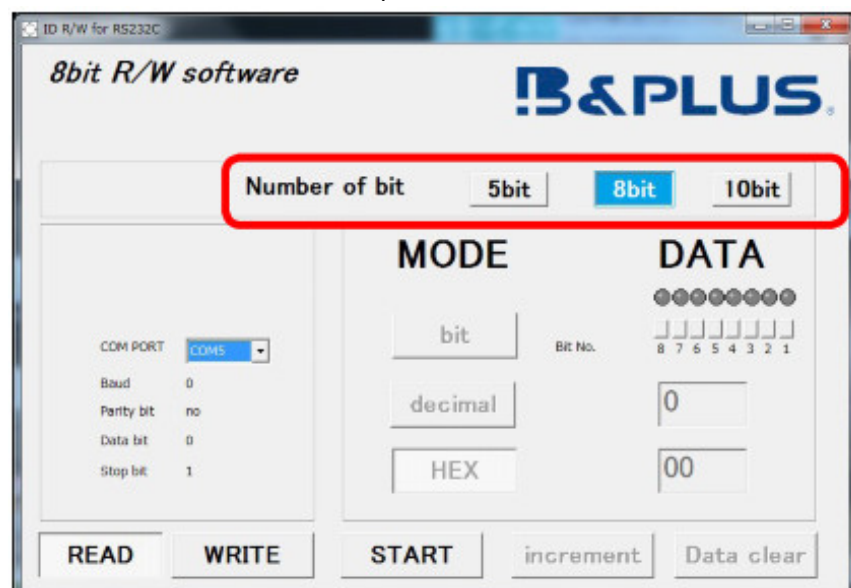 ID R/W for RS232C
8bit R/W software
B&PLUS®
Number of bit 5bit 8bit 10bit
MODE DATA
bit Bit No. 8 7 6 5 4 3 2 1
COM PORT COM5
Baud 0
Parity bit no
Data bit 0
Stop bit 1
decimal 0
HEX 00
READ WRITE START increment Data clear